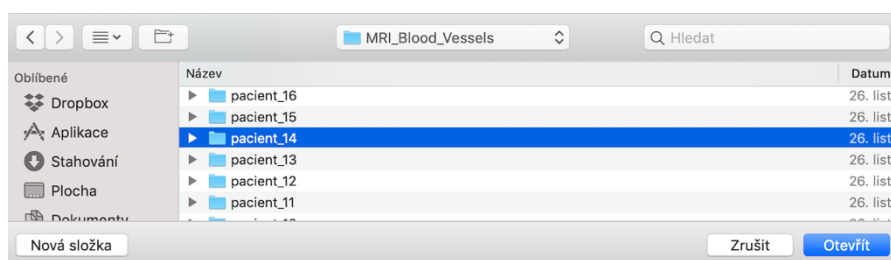 MRI_Blood_Vessels
Hledat
Oblíbené
Dropbox
Aplikace
Stahování
Plocha
Dokumenty
Název
Datum
pacient_16
26. list
pacient_15
26. list
pacient_14
26. list
pacient_13
26. list
pacient_12
26. list
pacient_11
26. list
Nová složka
Zrušit
Otevřít